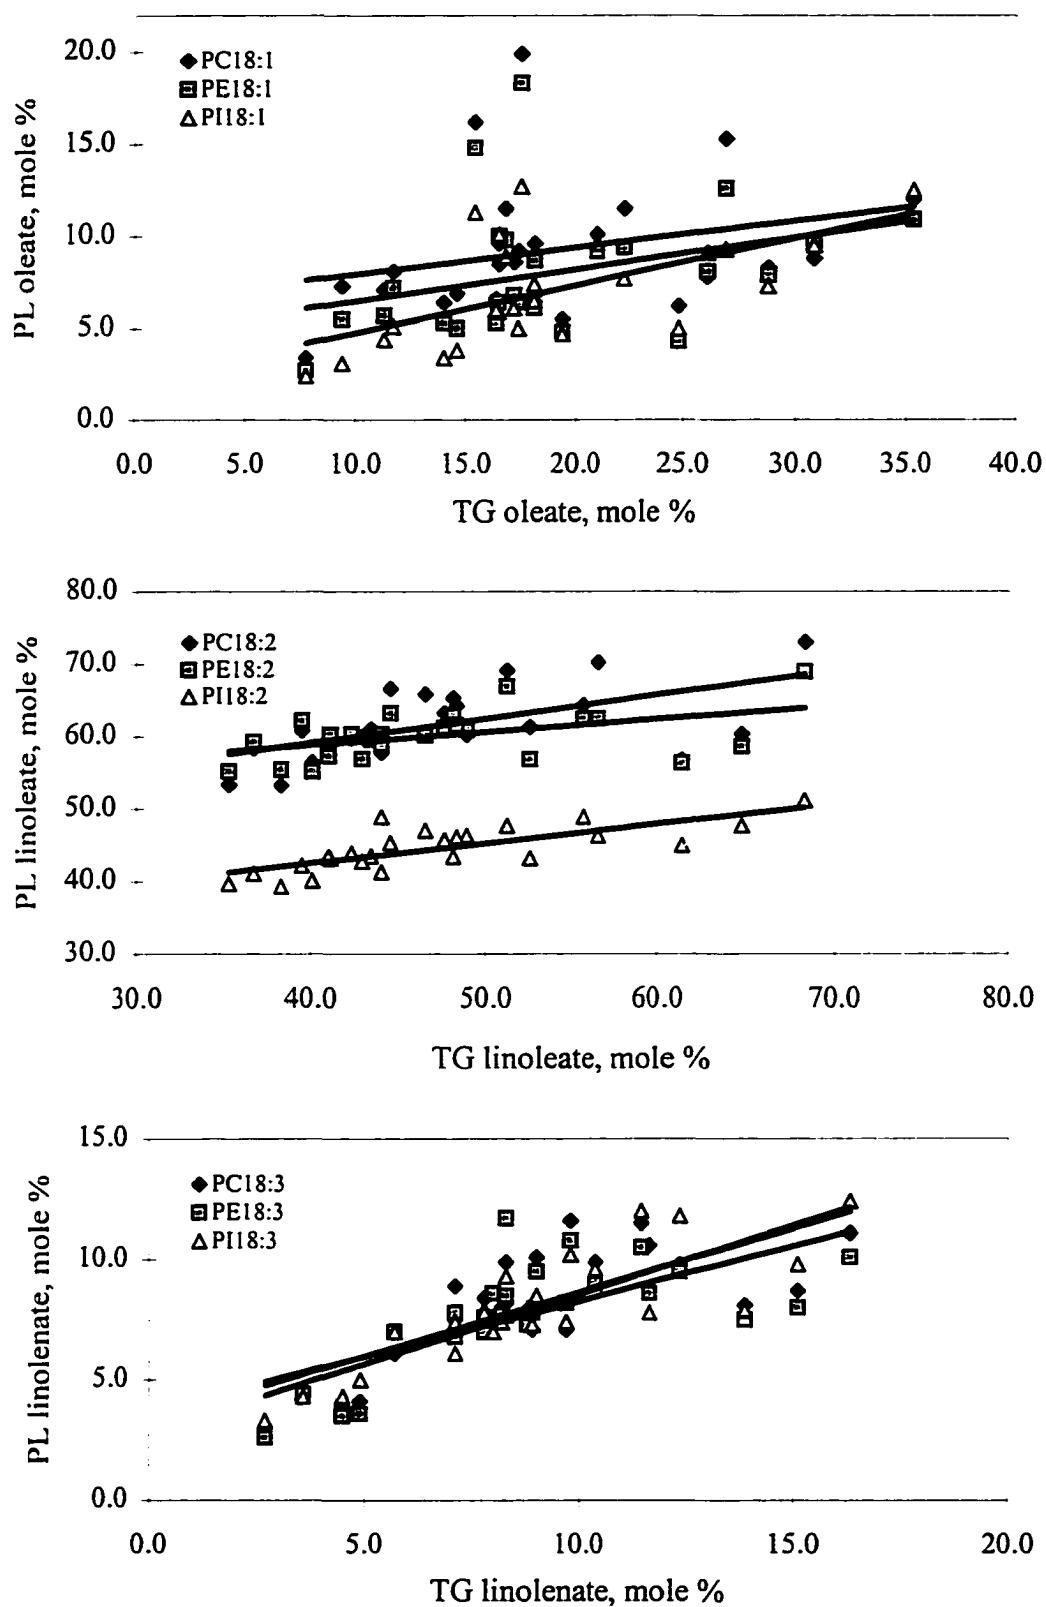 20.0
PC18:1
PE18:1
PI18:1
15.0
10.0
5.0
0.0
PL oleate, mole %
0.0 5.0 10.0 15.0 20.0 25.0 30.0 35.0 40.0
TG oleate, mole %
80.0
PC18:2
PE18:2
PI18:2
70.0
60.0
50.0
40.0
30.0
PL linoleate, mole %
30.0 40.0 50.0 60.0 70.0 80.0
TG linoleate, mole %
15.0
PC18:3
PE18:3
PI18:3
10.0
5.0
0.0
PL linolenate, mole %
0.0 5.0 10.0 15.0 20.0
TG linolenate, mole %